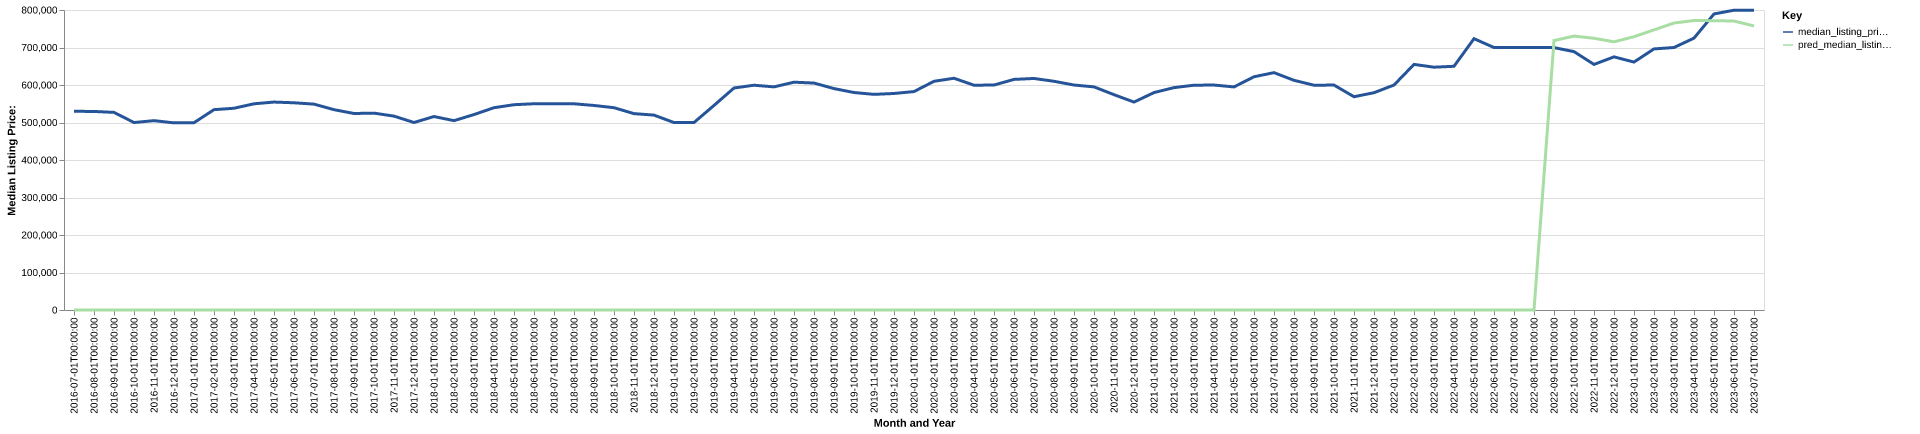 800,000
700,000
600,000
500,000
400,000
300,000
200,000
100,000
0
Median Listing Price:
2016-07-01T00:00:00
2016-08-01T00:00:00
2016-09-01T00:00:00
2016-10-01T00:00:00
2016-11-01T00:00:00
2016-12-01T00:00:00
2017-01-01T00:00:00
2017-02-01T00:00:00
2017-03-01T00:00:00
2017-04-01T00:00:00
2017-05-01T00:00:00
2017-06-01T00:00:00
2017-07-01T00:00:00
2017-08-01T00:00:00
2017-09-01T00:00:00
2017-10-01T00:00:00
2017-11-01T00:00:00
2017-12-01T00:00:00
2018-01-01T00:00:00
2018-02-01T00:00:00
2018-03-01T00:00:00
2018-04-01T00:00:00
2018-05-01T00:00:00
2018-06-01T00:00:00
2018-07-01T00:00:00
2018-08-01T00:00:00
2018-09-01T00:00:00
2018-10-01T00:00:00
2018-11-01T00:00:00
2018-12-01T00:00:00
2019-01-01T00:00:00
2019-02-01T00:00:00
2019-03-01T00:00:00
2019-04-01T00:00:00
2019-05-01T00:00:00
2019-06-01T00:00:00
2019-07-01T00:00:00
2019-08-01T00:00:00
2019-09-01T00:00:00
2019-10-01T00:00:00
2019-11-01T00:00:00
2019-12-01T00:00:00
2020-01-01T00:00:00
2020-02-01T00:00:00
2020-03-01T00:00:00
2020-04-01T00:00:00
2020-05-01T00:00:00
2020-06-01T00:00:00
2020-07-01T00:00:00
2020-08-01T00:00:00
2020-09-01T00:00:00
2020-10-01T00:00:00
2020-11-01T00:00:00
2020-12-01T00:00:00
2021-01-01T00:00:00
2021-02-01T00:00:00
2021-03-01T00:00:00
2021-04-01T00:00:00
2021-05-01T00:00:00
2021-06-01T00:00:00
2021-07-01T00:00:00
2021-08-01T00:00:00
2021-09-01T00:00:00
2021-10-01T00:00:00
2021-11-01T00:00:00
2021-12-01T00:00:00
2022-01-01T00:00:00
2022-02-01T00:00:00
2022-03-01T00:00:00
2022-04-01T00:00:00
2022-05-01T00:00:00
2022-06-01T00:00:00
2022-07-01T00:00:00
2022-08-01T00:00:00
2022-09-01T00:00:00
2022-10-01T00:00:00
2022-11-01T00:00:00
2022-12-01T00:00:00
2023-01-01T00:00:00
2023-02-01T00:00:00
2023-03-01T00:00:00
2023-04-01T00:00:00
2023-05-01T00:00:00
2023-06-01T00:00:00
2023-07-01T00:00:00
Month and Year
Key
median_listing_pri…
pred_median_listin…